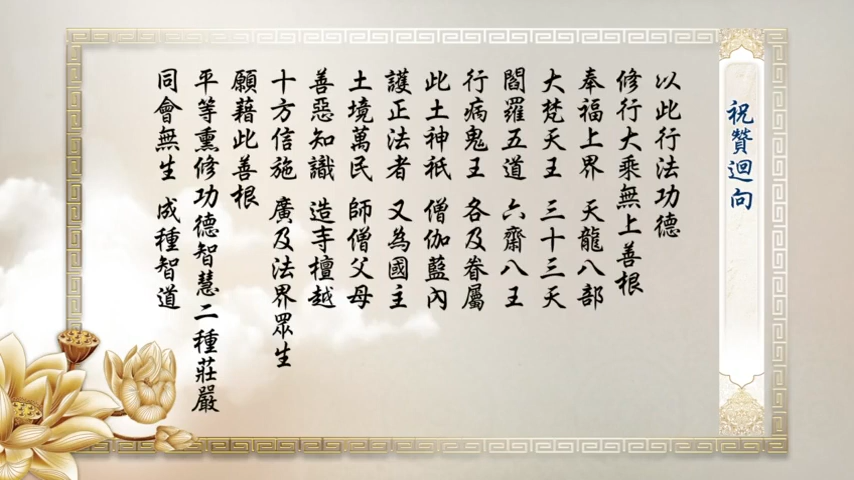 祝贊迴向
以此行法功德
修行大乘無上善根
奉福上界 天龍八部
大梵天王 三十三天
閻羅五道 六齋八王
行病鬼王 各及眷屬
此土神祇 僧伽藍內
護正法者 又為國主
土境萬民 師僧父母
善惡知識 造寺檀越
十方信施 廣及法界眾生
願藉此善根
平等熏修功德智慧二種莊嚴
同會無生 成種智道